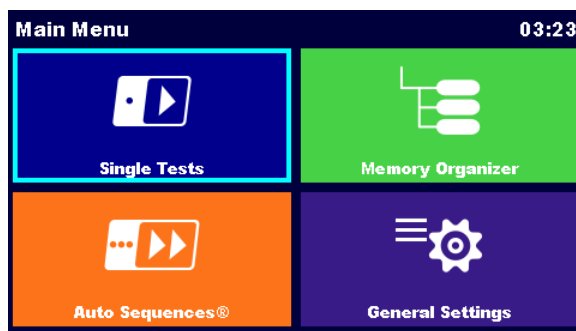 Main Menu 03:23
Single Tests
Memory Organizer
Auto Sequences®
General Settings